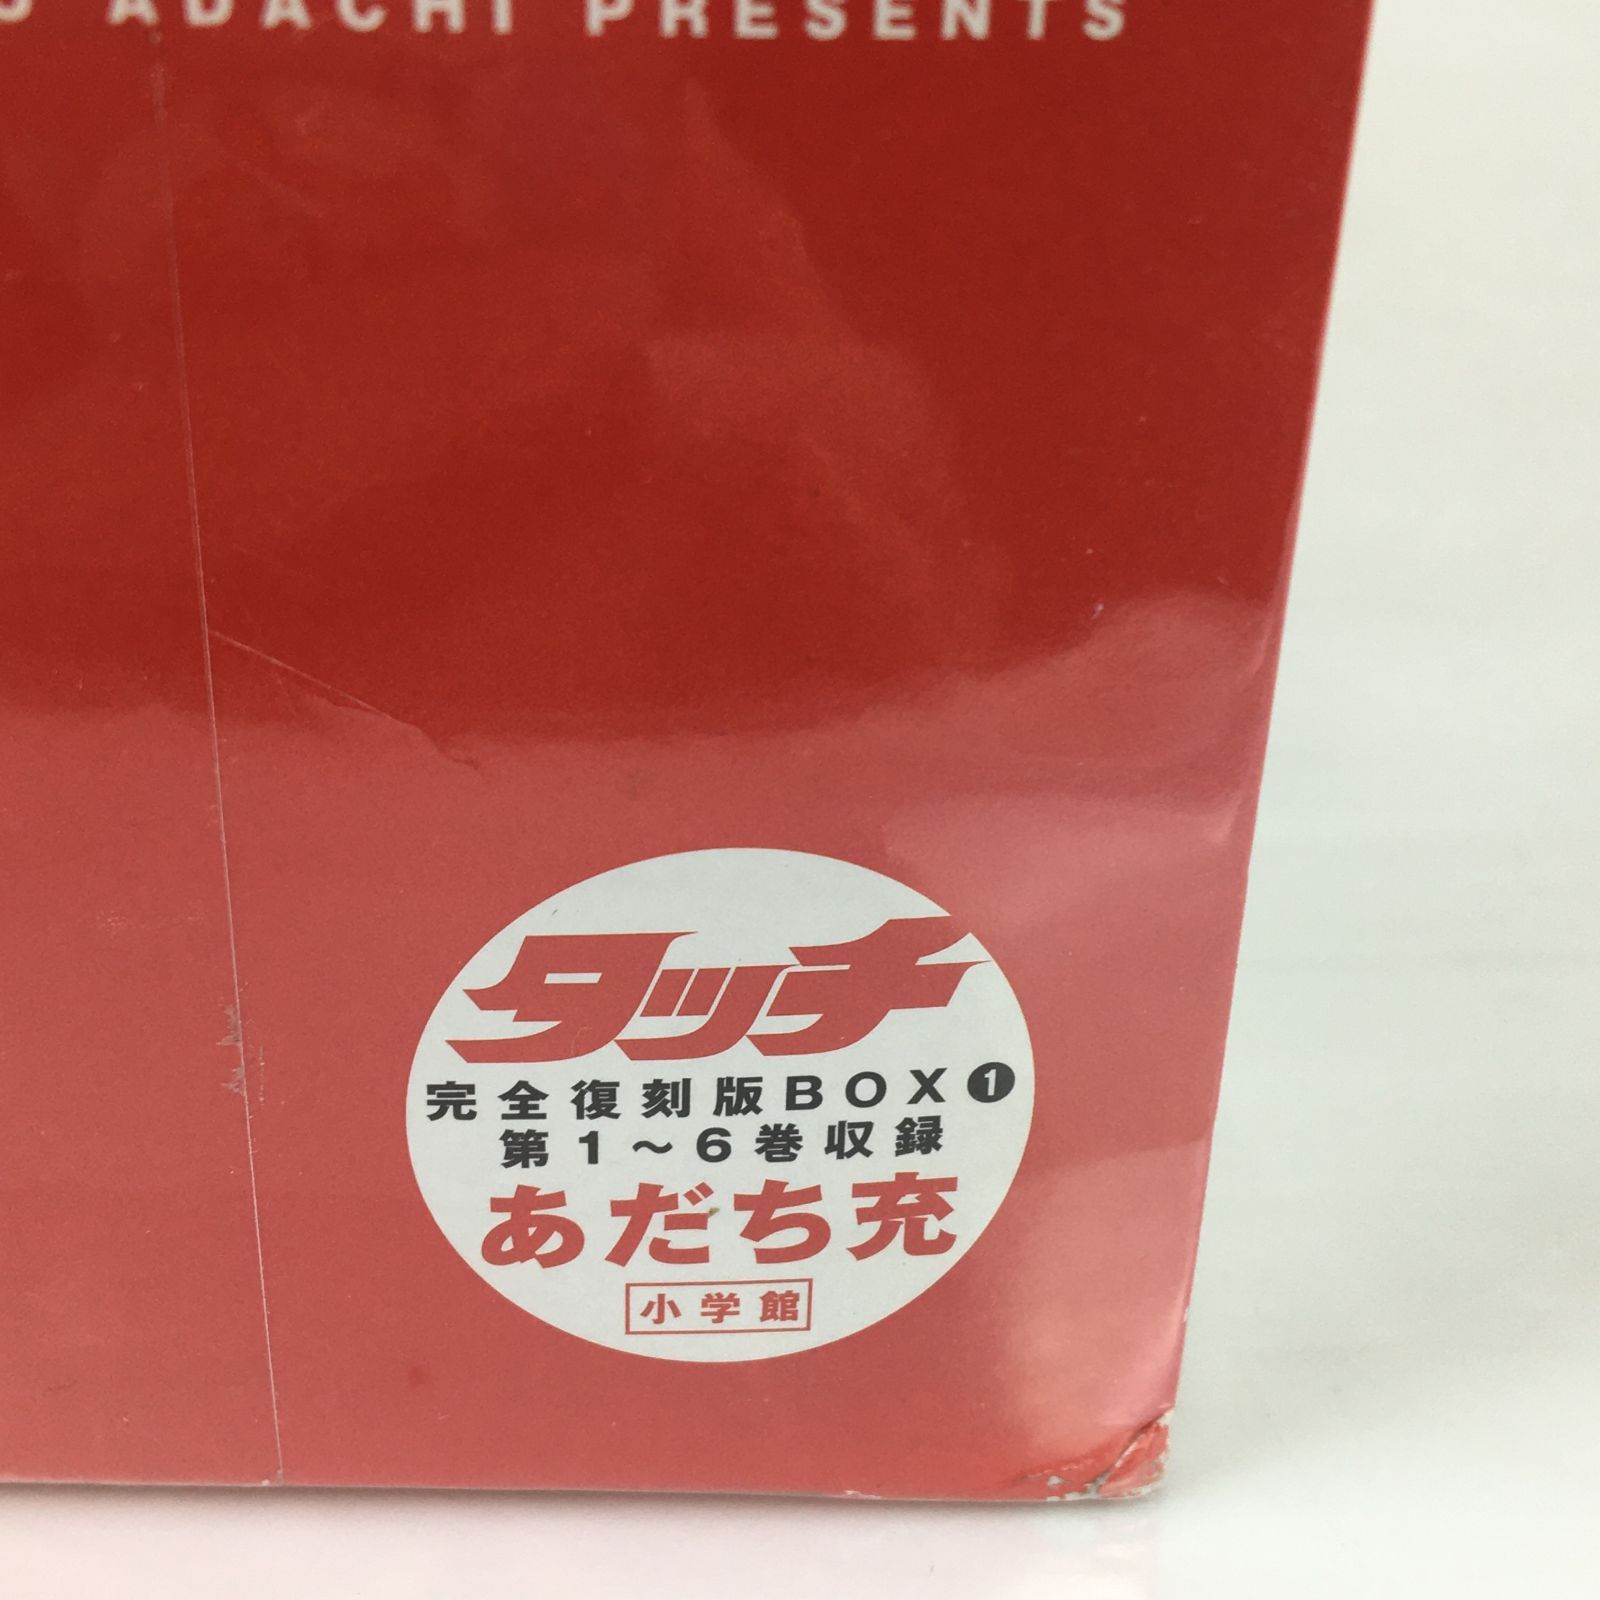 ADACHI PRESENTS
タッチ
完全復刻版BOX❶
第1～6巻収録
あだち充
小学館